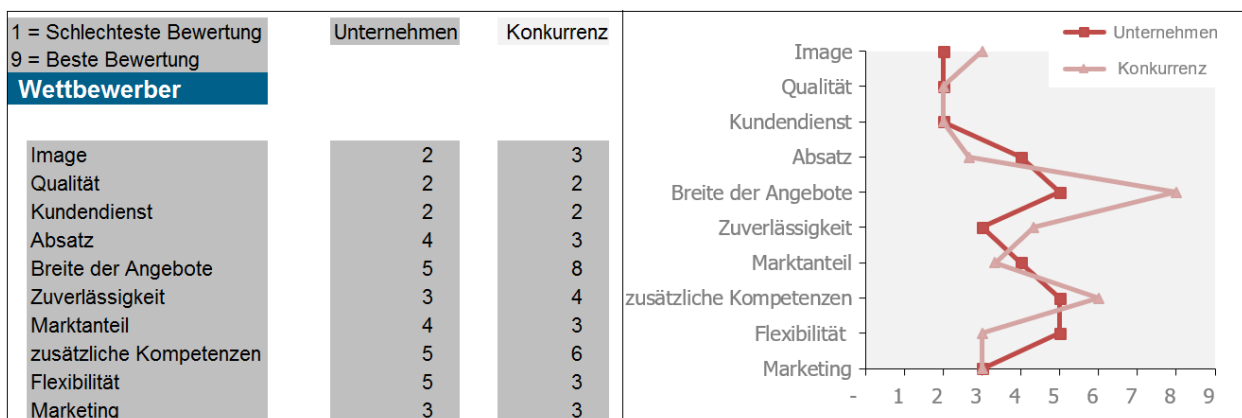 1 = Schlechteste Bewertung Unternehmen Konkurrenz
9 = Beste Bewertung
Wettbewerber
Image 2 3
Qualität 2 2
Kundendienst 2 2
Absatz 4 3
Breite der Angebote 5 8
Zuverlässigkeit 3 4
Marktanteil 4 3
zusätzliche Kompetenzen 5 6
Flexibilität 5 3
Marketing 3 3
Unternehmen
Konkurrenz
Image
Qualität
Kundendienst
Absatz
Breite der Angebote
Zuverlässigkeit
Marktanteil
zusätzliche Kompetenzen
Flexibilität
Marketing
- 1 2 3 4 5 6 7 8 9